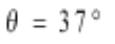 θ = 37°